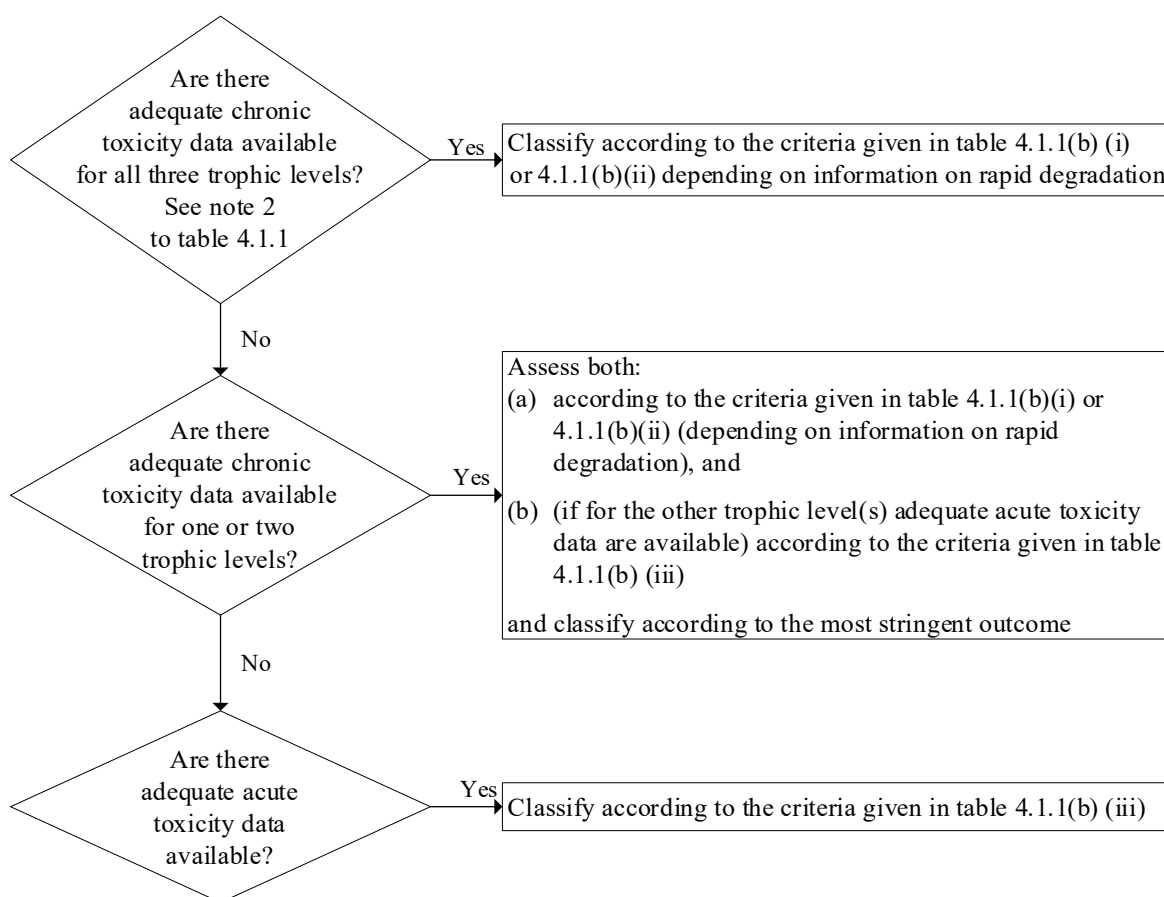 Are there
adequate chronic
toxicity data available
for all three trophic levels?
See note 2
to table 4.1.1
Yes
Classify according to the criteria given in table 4.1.1(b) (i)
or 4.1.1(b)(ii) depending on information on rapid degradation
No
Are there
adequate chronic
toxicity data available
for one or two
trophic levels?
Yes
Assess both:
(a) according to the criteria given in table 4.1.1(b)(i) or
4.1.1(b)(ii) (depending on information on rapid
degradation), and
(b) (if for the other trophic level(s) adequate acute toxicity
data are available) according to the criteria given in table
4.1.1(b) (iii)
and classify according to the most stringent outcome
No
Are there
adequate acute
toxicity data
available?
Yes
Classify according to the criteria given in table 4.1.1(b) (iii)